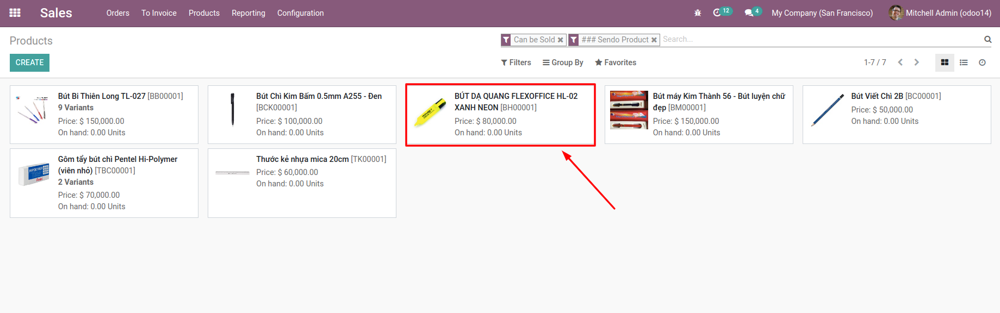 Sales Orders To Invoice Products Reporting Configuration 12 4 My Company (San Francisco) Mitchell Admin (odoo14)
Products
Can be Sold ✖ ### Sendo Product ✖ Search...
CREATE
Filters Group By Favorites 1-7 / 7
Bút Bi Thiên Long TL-027 [BB00001]
9 Variants
Price: $ 150,000.00
On hand: 0.00 Units
Bút Chì Kim Bấm 0.5mm A255 - Đen
[BCK00001]
Price: $ 100,000.00
On hand: 0.00 Units
BÚT DẠ QUANG FLEXOFFICE HL-02
XANH NEON [BH00001]
Price: $ 80,000.00
On hand: 0.00 Units
Bút máy Kim Thành 56 - Bút luyện chữ
đẹp [BM00001]
Price: $ 150,000.00
On hand: 0.00 Units
Bút Viết Chì 2B [BC00001]
Price: $ 50,000.00
On hand: 0.00 Units
Gôm tẩy bút chì Pentel Hi-Polymer
(viên nhỏ) [TBC00001]
2 Variants
Price: $ 70,000.00
On hand: 0.00 Units
HI-POLYMER
Pentel
Thước kẻ nhựa mica 20cm [TK00001]
Price: $ 60,000.00
On hand: 0.00 Units